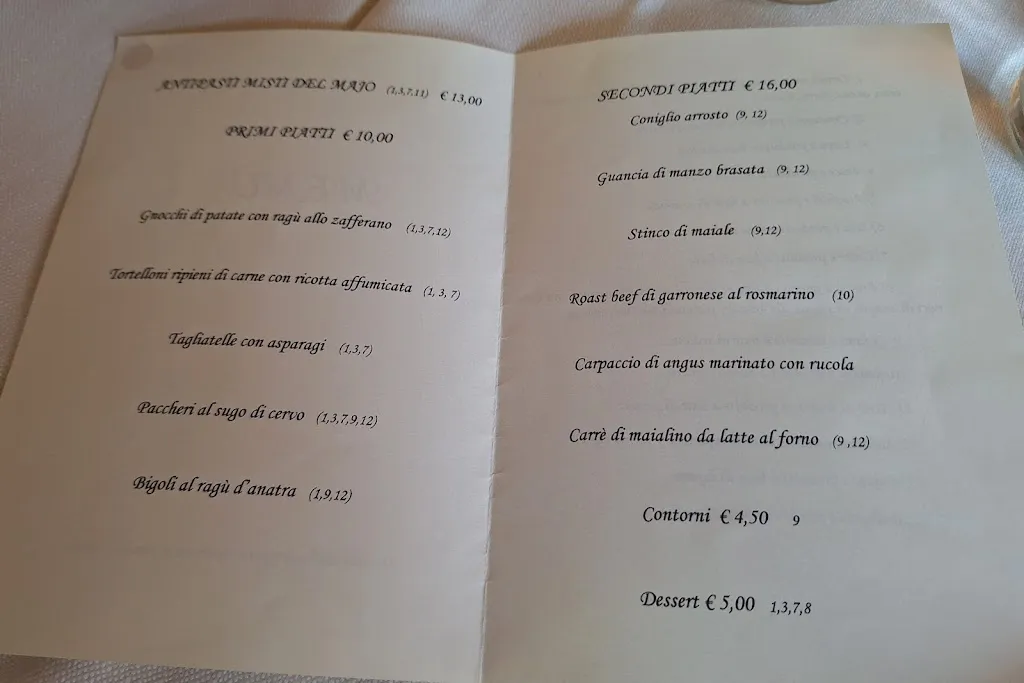 ANTIPASTI MISTI DEL MAJO (1,3,7,11) € 13,00
PRIMI PIATTI € 10,00
Gnocchi di patate con ragù allo zafferano (1,3,7,12)
Tortelloni ripieni di carne con ricotta affumicata (1, 3, 7)
Tagliatelle con asparagi (1,3,7)
Paccheri al sugo di cervo (1,3,7,9,12)
Bigoli al ragù d'anatra (1,9,12)
SECONDI PIATTI € 16,00
Coniglio arrosto (9, 12)
Guancia di manzo brasata (9, 12)
Stinco di maiale (9,12)
Roast beef di garronese al rosmarino (10)
Carpaccio di angus marinato con rucola
Carrè di maialino da latte al forno (9 ,12)
Contorni € 4,50 9
Dessert € 5,00 1,3,7,8